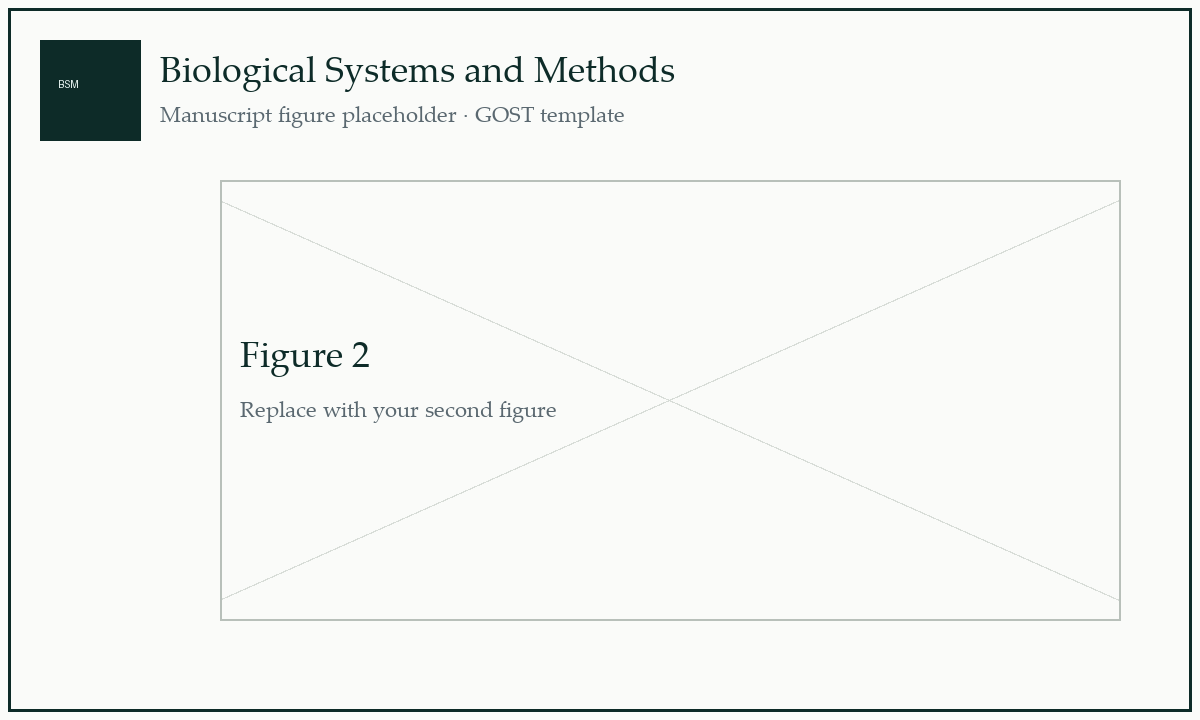 BSM
Biological Systems and Methods
Manuscript figure placeholder · GOST template
Figure 2
Replace with your second figure